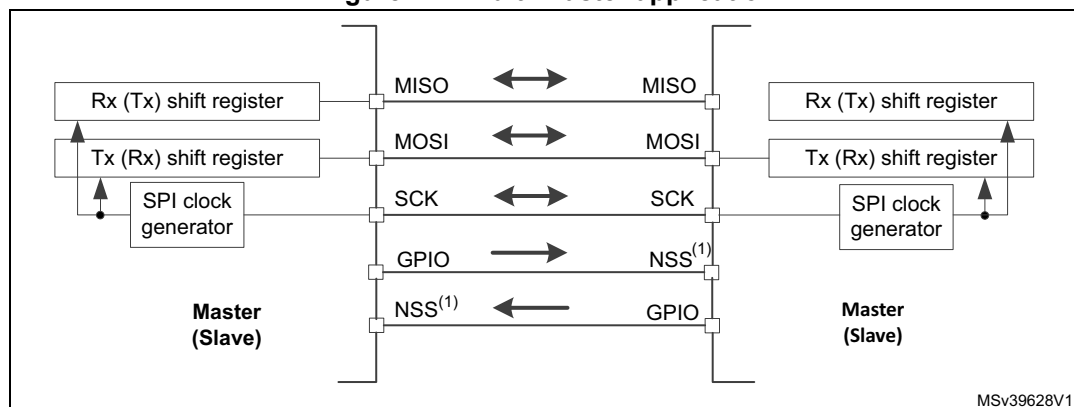 MISO MISO
Rx (Tx) shift register Rx (Tx) shift register
MOSI MOSI
Tx (Rx) shift register Tx (Rx) shift register
SCK SCK
SPI clock generator SPI clock generator
GPIO NSS(1)
NSS(1) GPIO
Master Master
(Slave) (Slave)
MSv39628V1